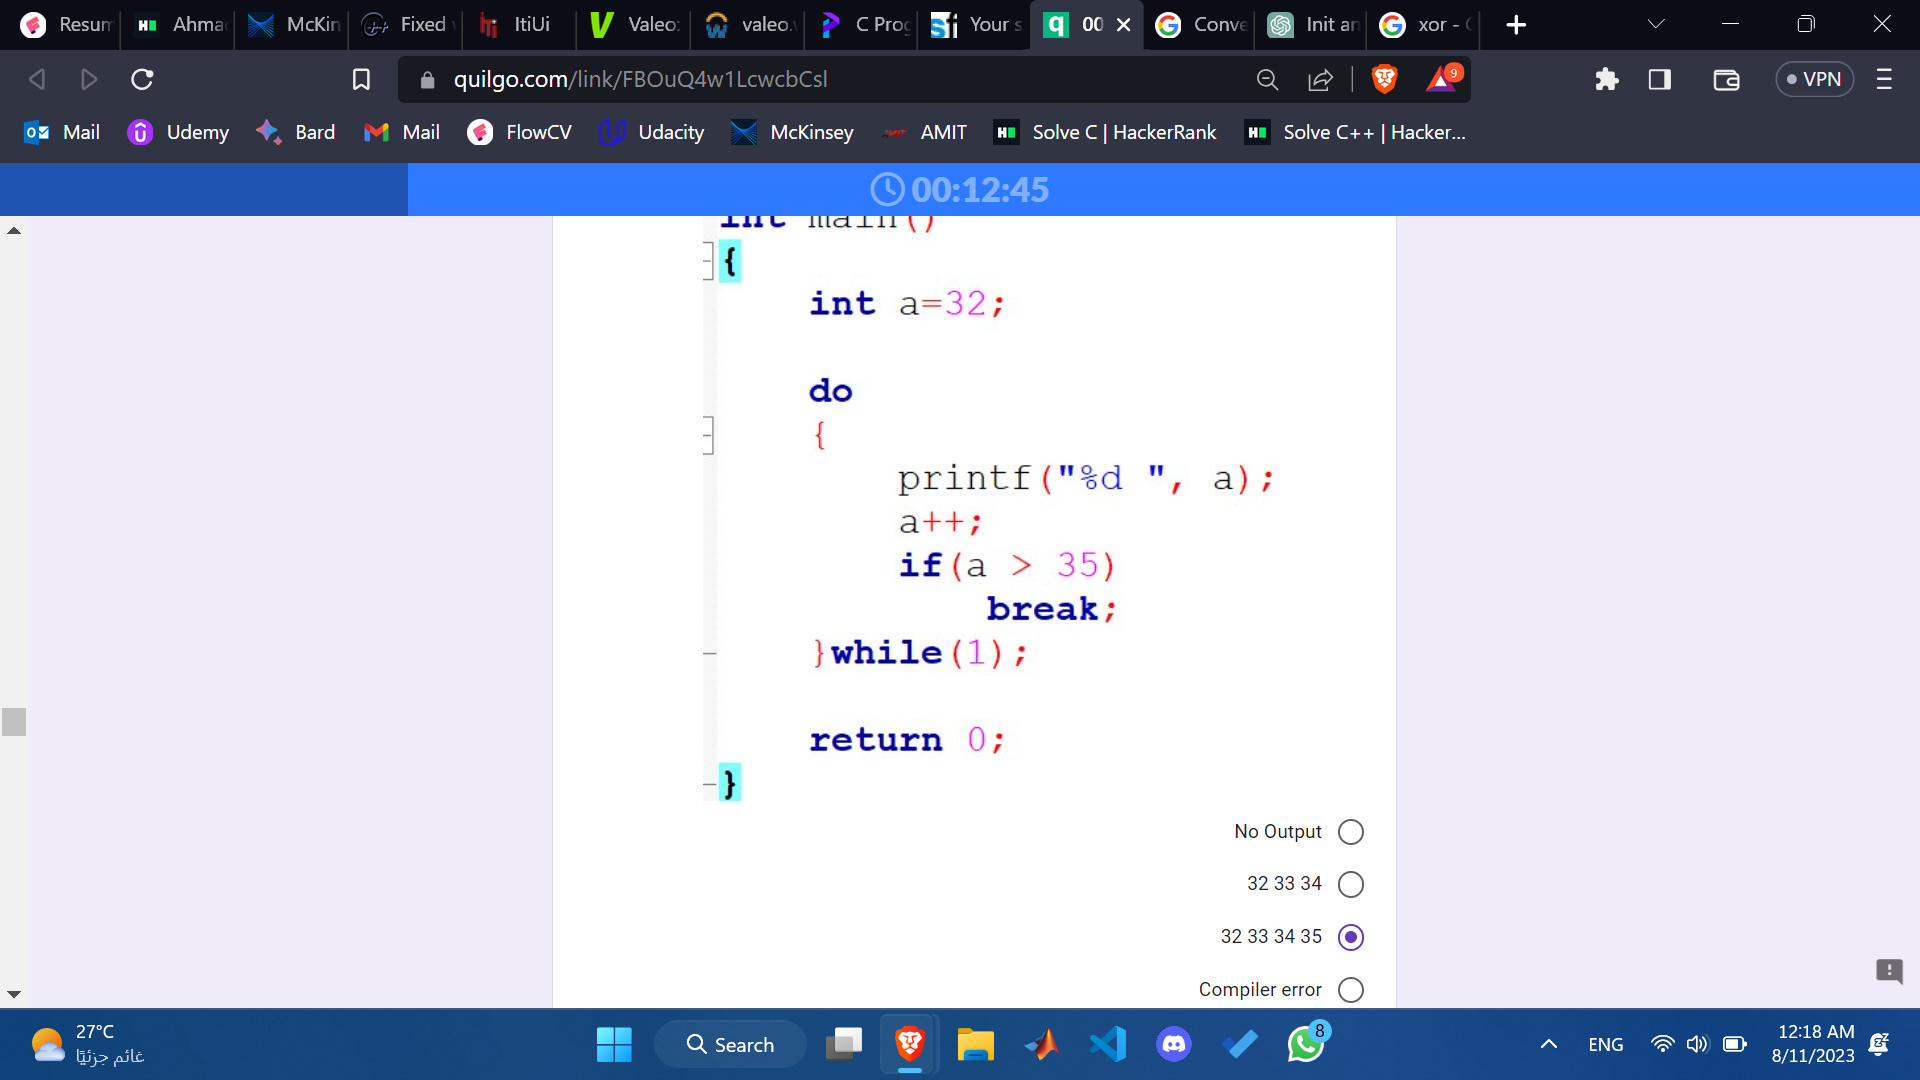 Resum
Ahma
McKin
Fixed
ItiUi
Valeo:
valeo.
C Prog
Your s
00
Conve
Init an
xor - G
quilgo.com/link/FBOuQ4w1LcwcbCsl
9
VPN
Mail
Udemy
Bard
Mail
FlowCV
Udacity
McKinsey
AMIT
Solve C | HackerRank
Solve C++ | Hacker...
00:12:45
int main()
{
int a=32;
do
{
printf("%d ", a);
a++;
if(a > 35)
break;
}while(1);
return 0;
}
No Output
32 33 34
32 33 34 35
Compiler error
27°C
غائم جزئيًا
Search
8
ENG
12:18 AM
8/11/2023